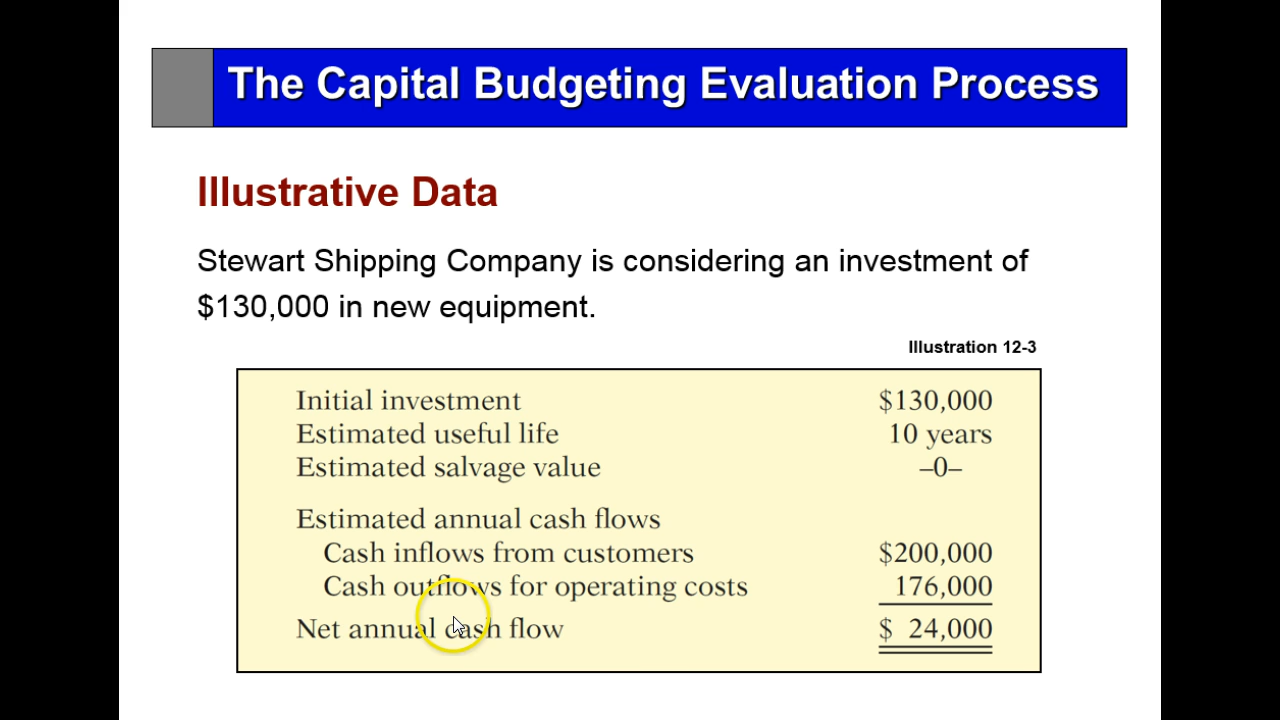 The Capital Budgeting Evaluation Process
Illustrative Data
Stewart Shipping Company is considering an investment of
$130,000 in new equipment.
Illustration 12-3
Initial investment $130,000
Estimated useful life 10 years
Estimated salvage value –0–
Estimated annual cash flows
Cash inflows from customers $200,000
Cash outflows for operating costs 176,000
Net annual cash flow $ 24,000